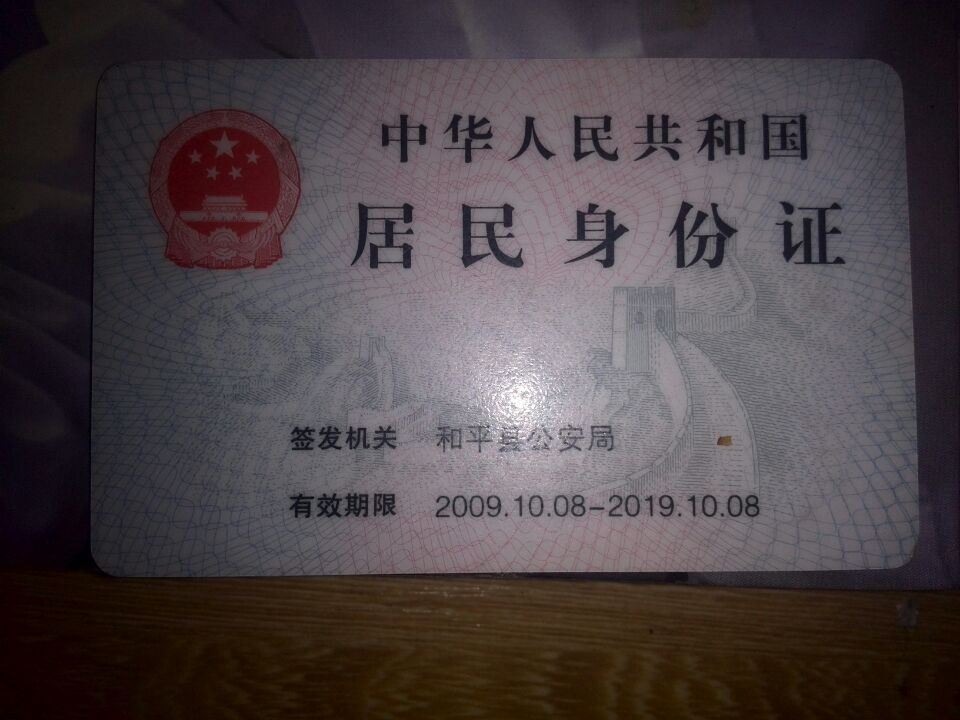 中华人民共和国
居民身份证
签发机关 和平县公安局
有效期限 2009.10.08-2019.10.08